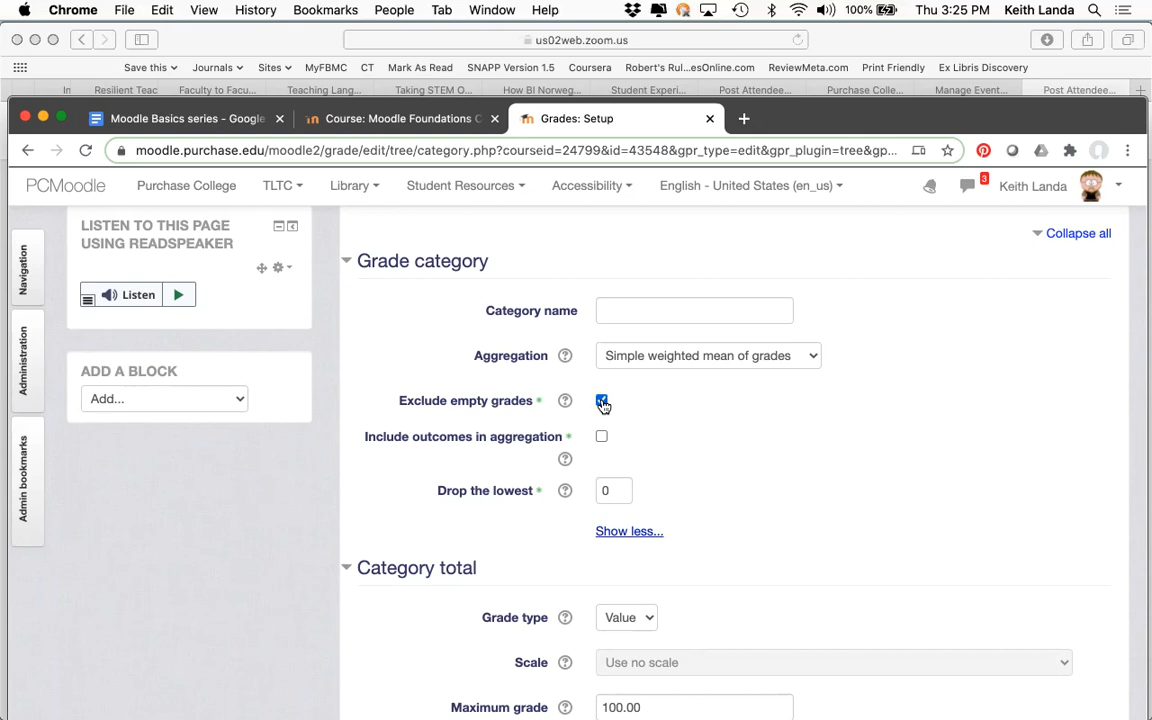 Chrome File Edit View History Bookmarks People Tab Window Help 100% Thu 3:25 PM Keith Landa
us02web.zoom.us
Save this Journals Sites MyFBMC CT Mark As Read SNAPP Version 1.5 Coursera Robert's Rul...esOnline.com ReviewMeta.com Print Friendly Ex Libris Discovery
In Resilient Teac Faculty to Facu... Teaching Lang... Taking STEM O... How BI Norweg... Student Experi... Post Attendee... Purchase Colle... Manage Event... Post Attendee...
Moodle Basics series - Google Course: Moodle Foundations C Grades: Setup
moodle.purchase.edu/moodle2/grade/edit/tree/category.php?courseid=24799&id=43548&gpr_type=edit&gpr_plugin=tree&gp...
PCMoodle Purchase College TLTC Library Student Resources Accessibility English - United States (en_us) 3 Keith Landa
LISTEN TO THIS PAGE
USING READSPEAKER
Listen
ADD A BLOCK
Add...
Navigation
Administration
Admin bookmarks
Collapse all
Grade category
Category name
Aggregation ? Simple weighted mean of grades
Exclude empty grades * ?
Include outcomes in aggregation *
?
Drop the lowest * ? 0
Show less...
Category total
Grade type ? Value
Scale ? Use no scale
Maximum grade ? 100.00